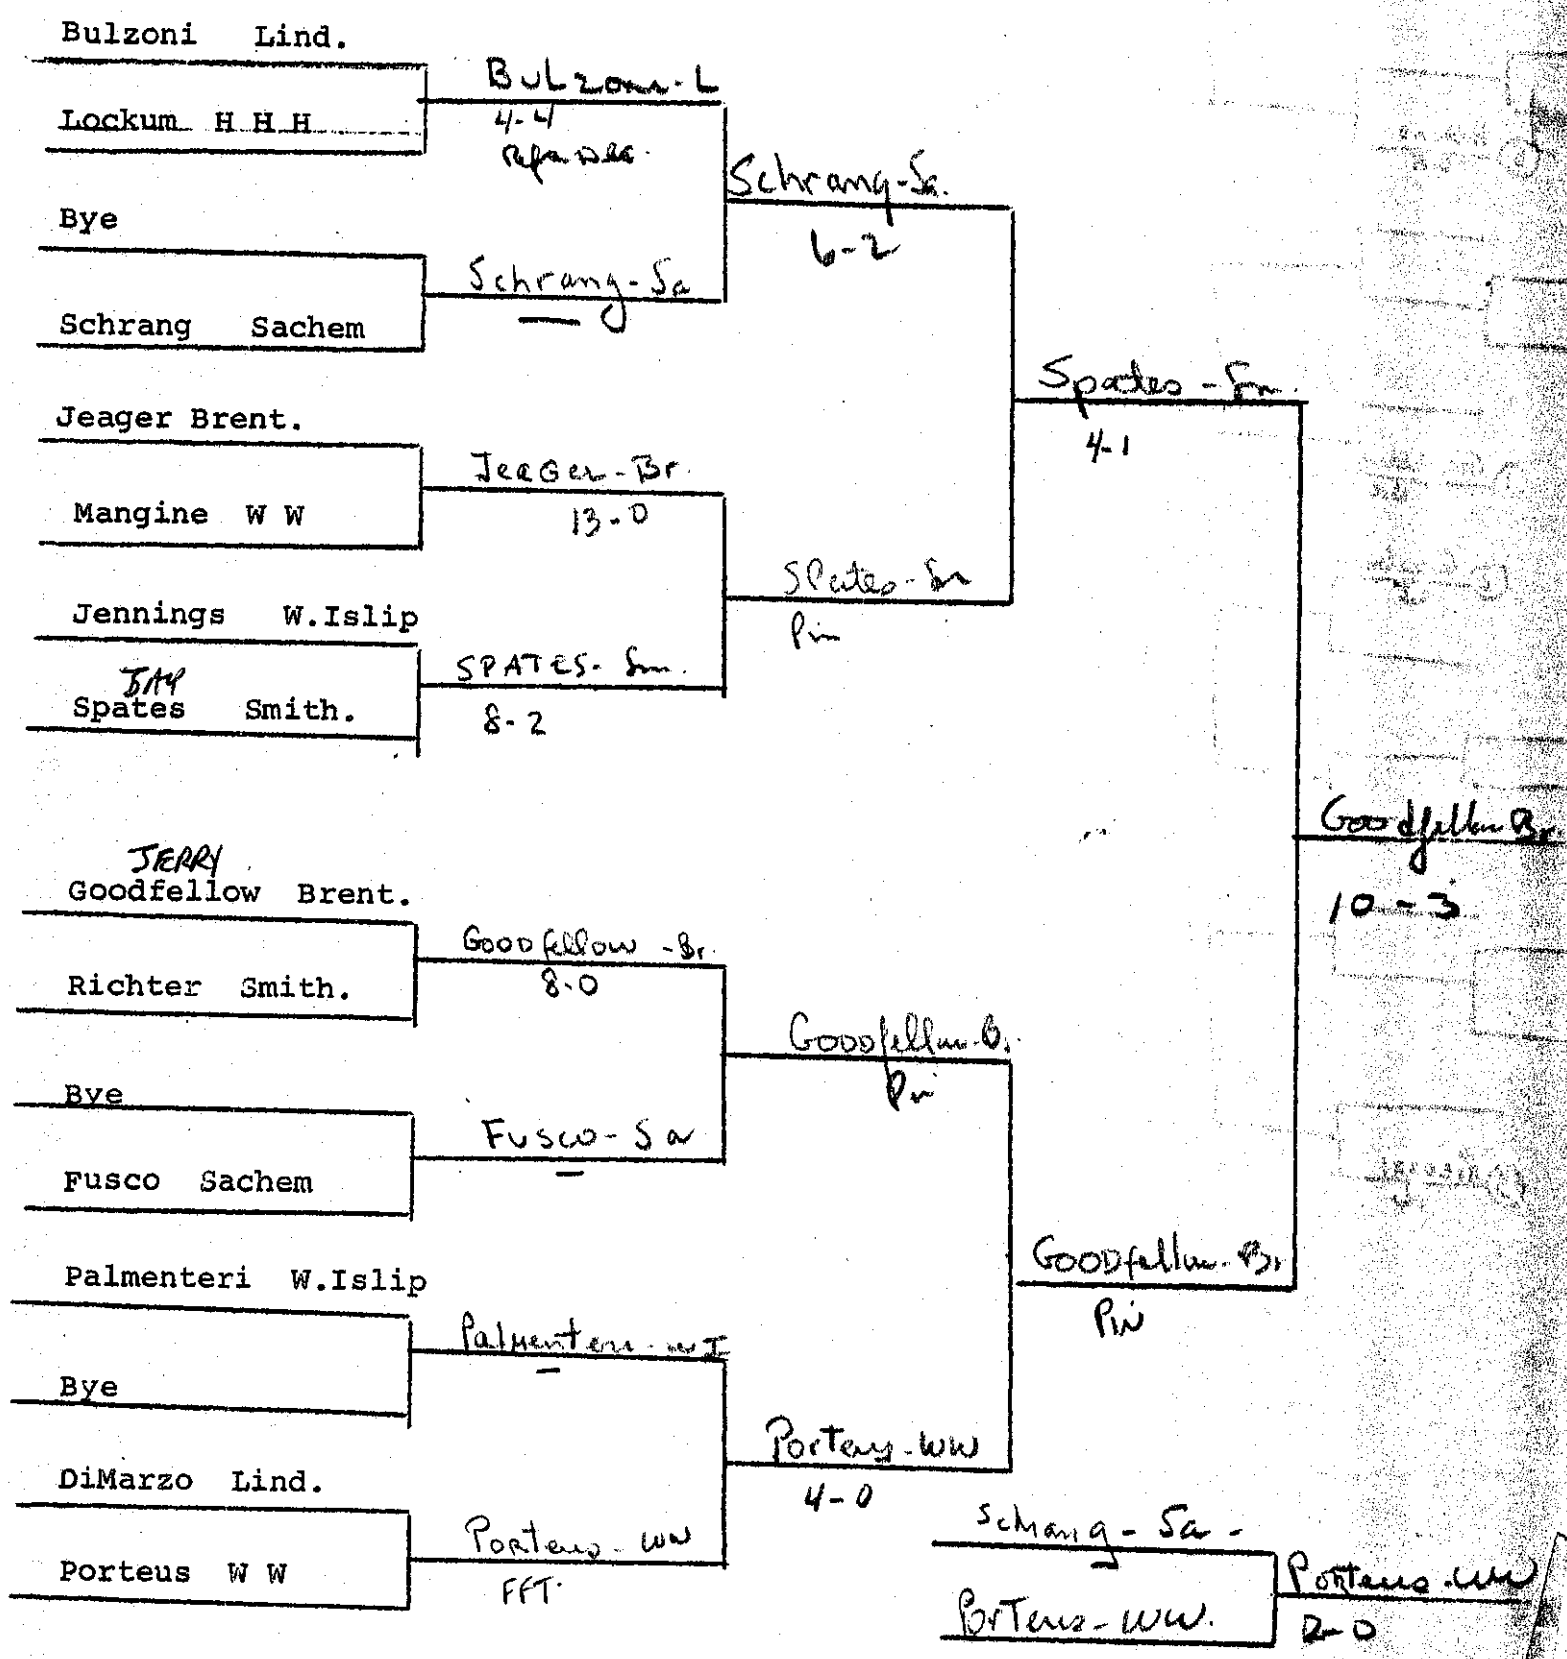 Bulzoni Lind.
Bulzoni-L
Lockum H H H
4-4
Schrang-Sa.
Bye
6-2
Schrang-Sa
Schrang Sachem
Spates-Sm.
Jeager Brent.
4-1
Jeager-Br.
Mangine W W
13-0
Spates-Sm
Jennings W.Islip
Pin
SPATES-Sm.
JAY
Spates Smith.
8-2
Goodfellow Br.
JERRY
Goodfellow Brent.
10-3
Goodfellow-Br.
Richter Smith.
8-0
Goodfellow-B.
Bye
Pin
Fusco-Sa
Fusco Sachem
Goodfellow-Br
Palmenteri W.Islip
Pin
Palmenteri-WI
Bye
Porteus-WW
DiMarzo Lind.
4-0
Schrang-Sa-
Porteus-WW
Porteus W W
Porteus-WW
FFT.
Porteus-WW.
2-0